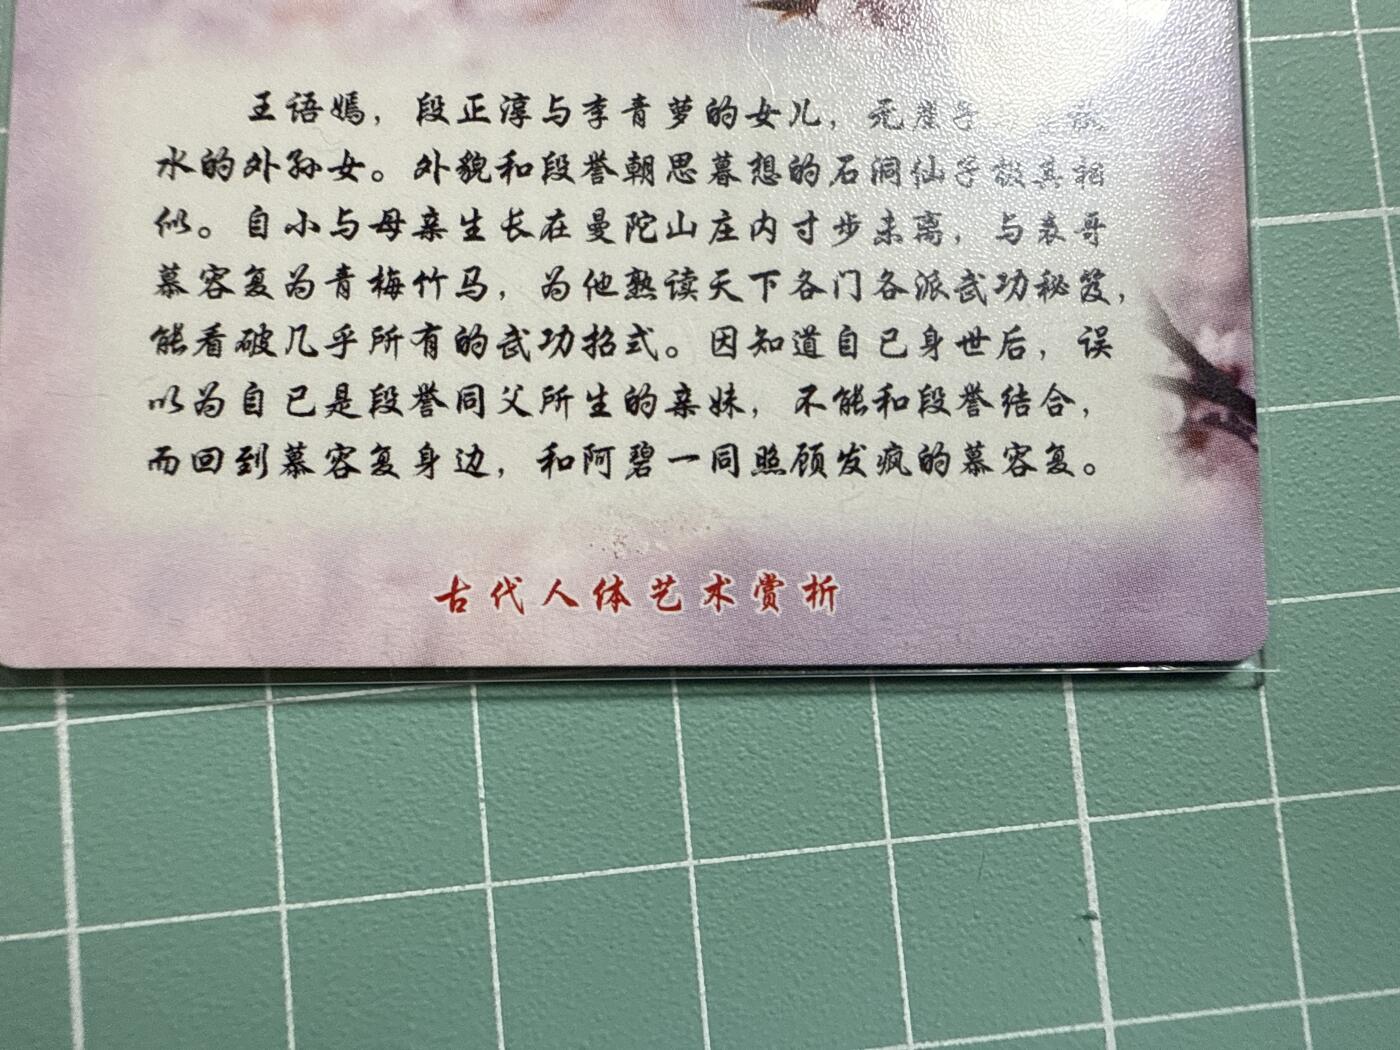 王语嫣，段正淳与李青萝的女儿，无崖子
水的外孙女。外貌和段誉朝思暮想的石洞仙子极其相
似。自小与母亲生长在曼陀山庄内寸步未离，与表哥
慕容复为青梅竹马，为他熟读天下各门各派武功秘笈，
能看破几乎所有的武功招式。因知道自己身世后，误
以为自己是段誉同父所生的亲妹，不能和段誉结合，
而回到慕容复身边，和阿碧一同照顾发疯的慕容复。
古代人体艺术赏析